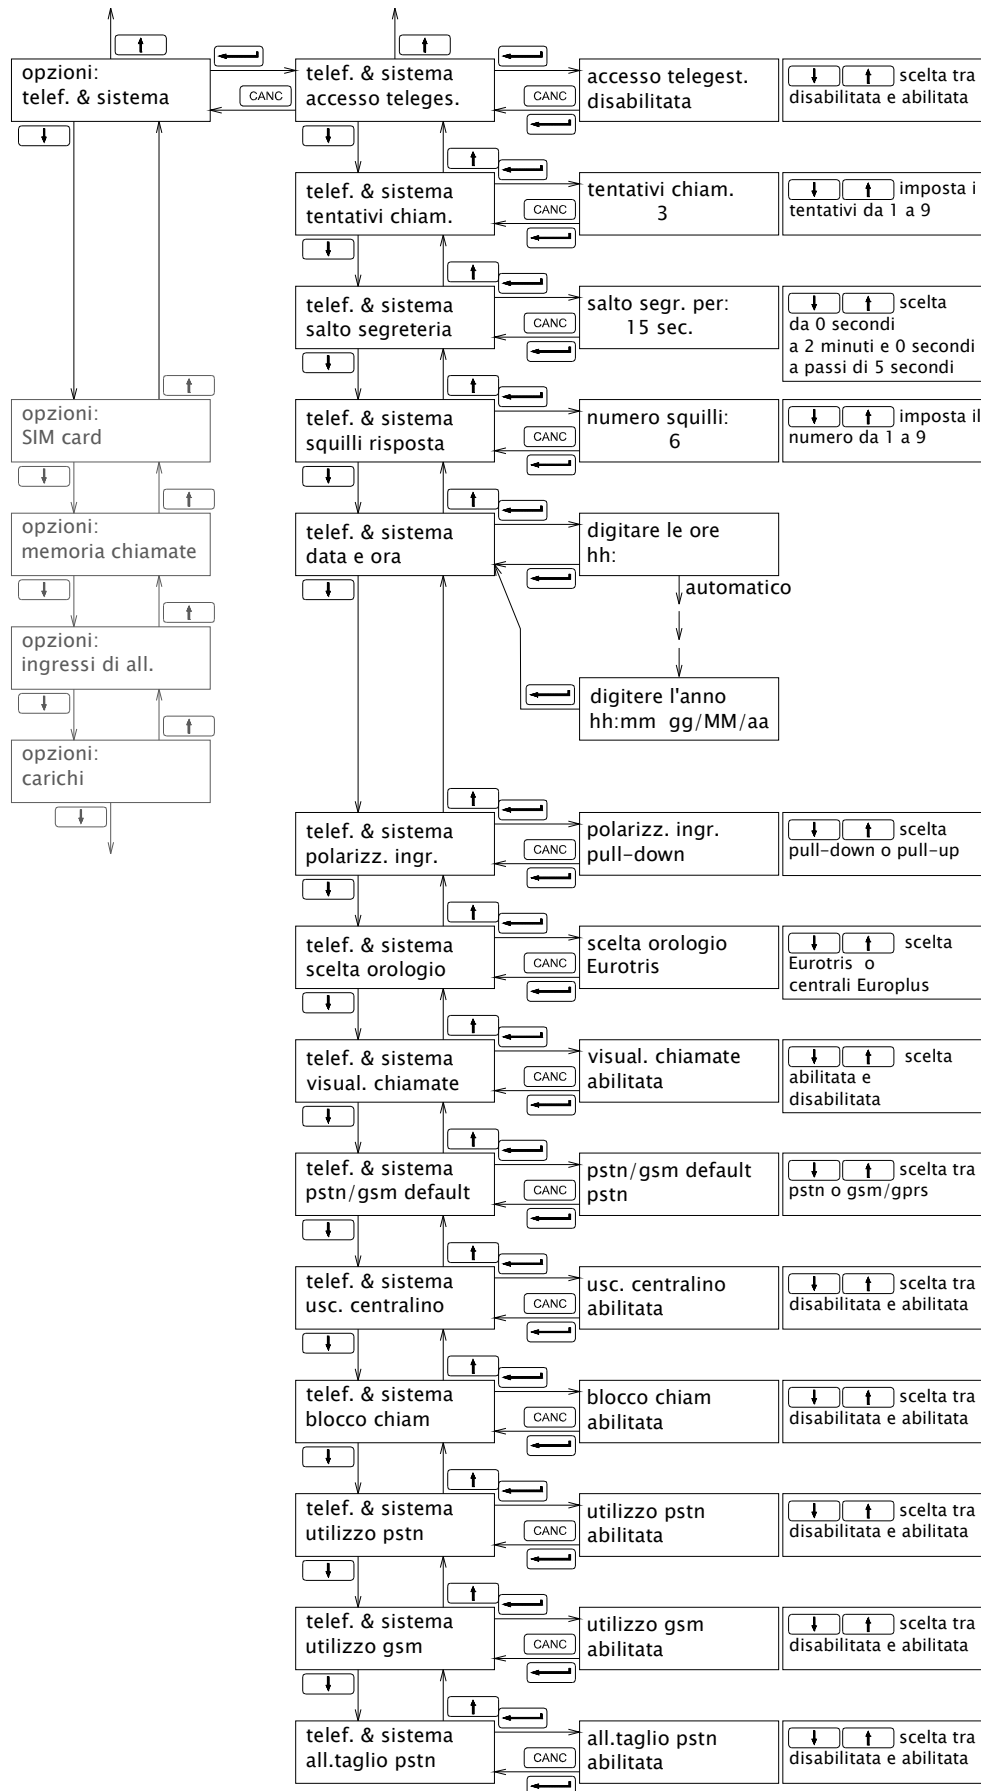 opzioni:
telef. & sistema
CANC
telef. & sistema
accesso teleges.
CANC
accesso telegest.
disabilitata
scelta tra
disabilitata e abilitata
telef. & sistema
tentativi chiam.
CANC
tentativi chiam.
3
imposta i
tentativi da 1 a 9
telef. & sistema
salto segreteria
CANC
salto segr. per:
15 sec.
scelta
da 0 secondi
a 2 minuti e 0 secondi
a passi di 5 secondi
opzioni:
SIM card
telef. & sistema
squilli risposta
CANC
numero squilli:
6
imposta il
numero da 1 a 9
opzioni:
memoria chiamate
telef. & sistema
data e ora
digitare le ore
hh:
automatico
opzioni:
ingressi di all.
digitere l'anno
hh:mm gg/MM/aa
opzioni:
carichi
telef. & sistema
polarizz. ingr.
CANC
polarizz. ingr.
pull-down
scelta
pull-down o pull-up
telef. & sistema
scelta orologio
CANC
scelta orologio
Eurotris
scelta
Eurotris o
centrali Europlus
telef. & sistema
visual. chiamate
CANC
visual. chiamate
abilitata
scelta
abilitata e
disabilitata
telef. & sistema
pstn/gsm default
CANC
pstn/gsm default
pstn
scelta tra
pstn o gsm/gprs
telef. & sistema
usc. centralino
CANC
usc. centralino
abilitata
scelta tra
disabilitata e abilitata
telef. & sistema
blocco chiam
CANC
blocco chiam
abilitata
scelta tra
disabilitata e abilitata
telef. & sistema
utilizzo pstn
CANC
utilizzo pstn
abilitata
scelta tra
disabilitata e abilitata
telef. & sistema
utilizzo gsm
CANC
utilizzo gsm
abilitata
scelta tra
disabilitata e abilitata
telef. & sistema
all.taglio pstn
CANC
all.taglio pstn
abilitata
scelta tra
disabilitata e abilitata